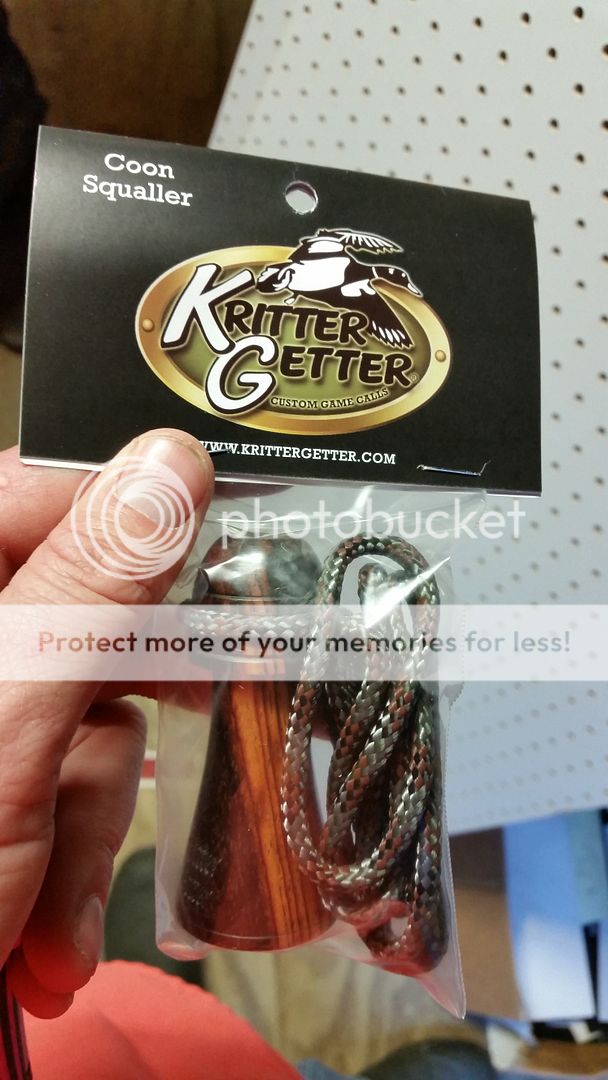 Coon
Squaller
KRITTER
GETTER®
CUSTOM GAME CALLS
WWW.KRITTERGETTER.COM
photobucket
Protect more of your memories for less!